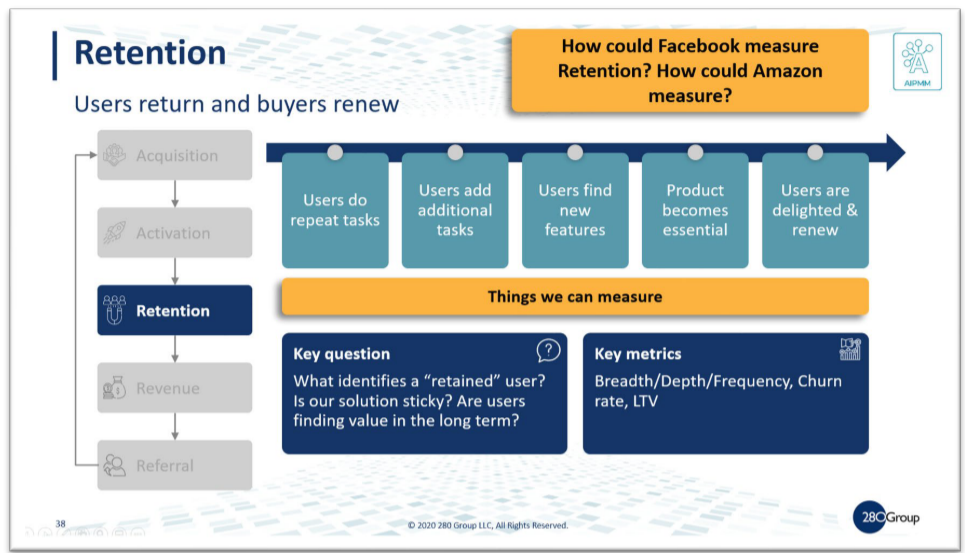 Retention
How could Facebook measure
Retention? How could Amazon
measure?
AIPMM
Users return and buyers renew
Acquisition
Activation
Retention
Revenue
Referral
Users do
repeat tasks
Users add
additional
tasks
Users find
new
features
Product
becomes
essential
Users are
delighted &
renew
Things we can measure
Key question
What identifies a “retained” user?
Is our solution sticky? Are users
finding value in the long term?
Key metrics
Breadth/Depth/Frequency, Churn
rate, LTV
38
© 2020 280 Group LLC, All Rights Reserved.
280Group